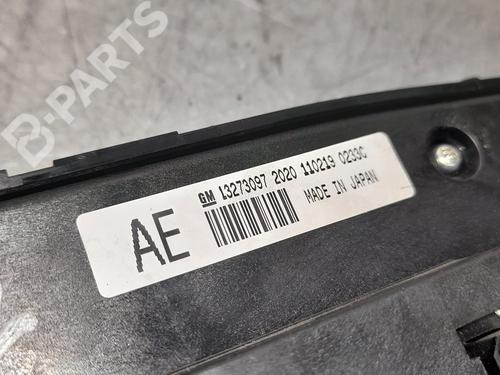 B-PARTS
GM 13273097 2020 110219 0233C
AE
MADE IN JAPAN